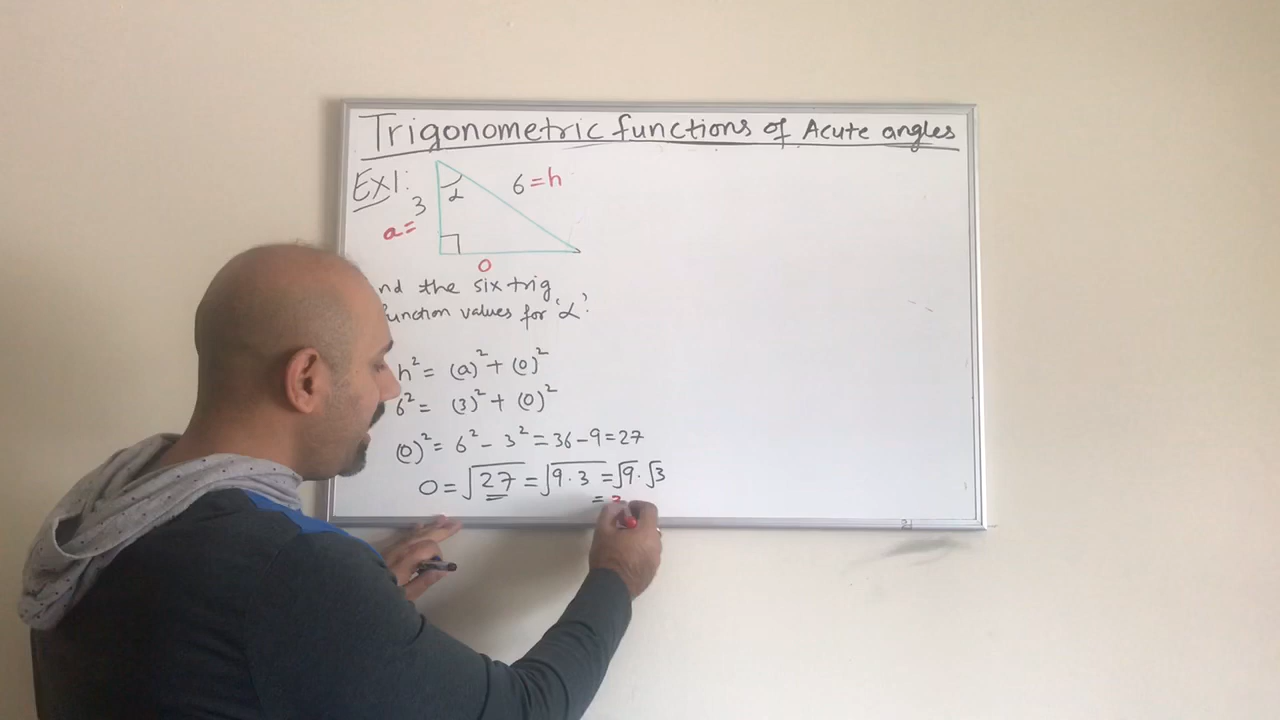 Trigonometric functions of Acute angles
EX1:
6=h
3
α
a=
o
nd the six trig
unction values for 'α'.
h² = (a)² + (o)²
6² = (3)² + (o)²
(o)² = 6² - 3² = 36 - 9 = 27
o = √27 = √9·3 = √9·√3
=